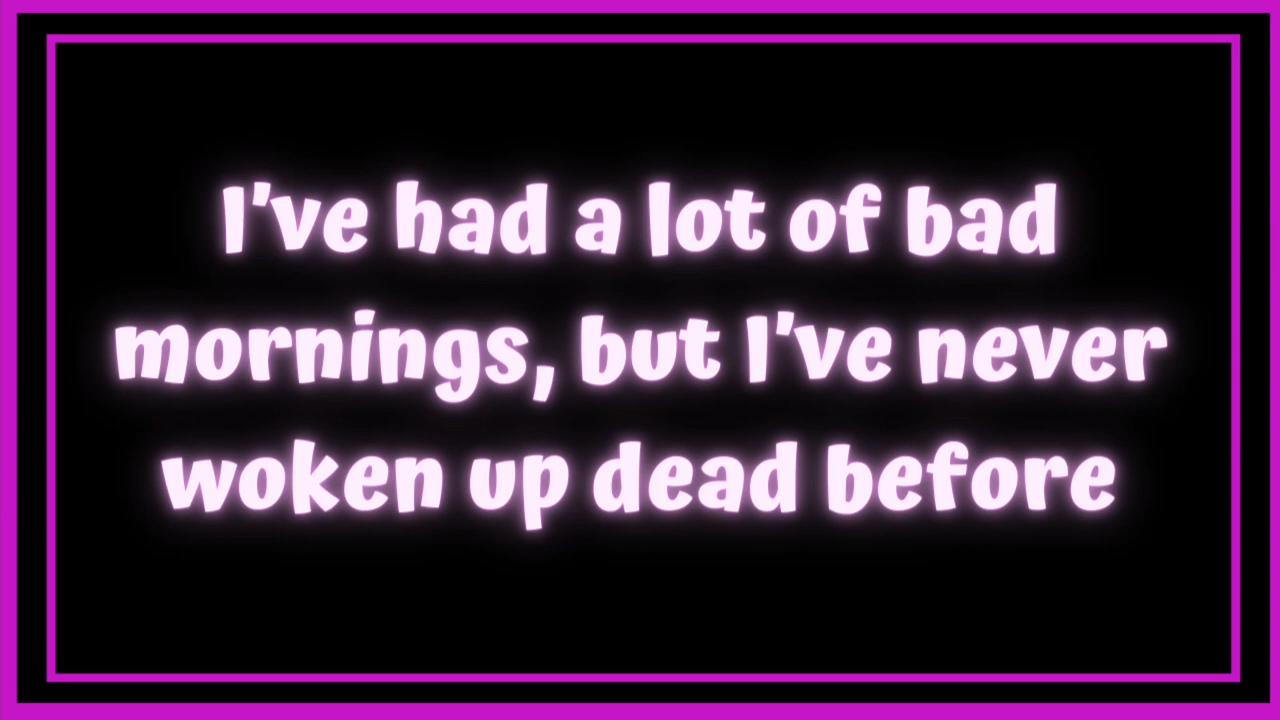 I've had a lot of bad
mornings, but I've never
woken up dead before